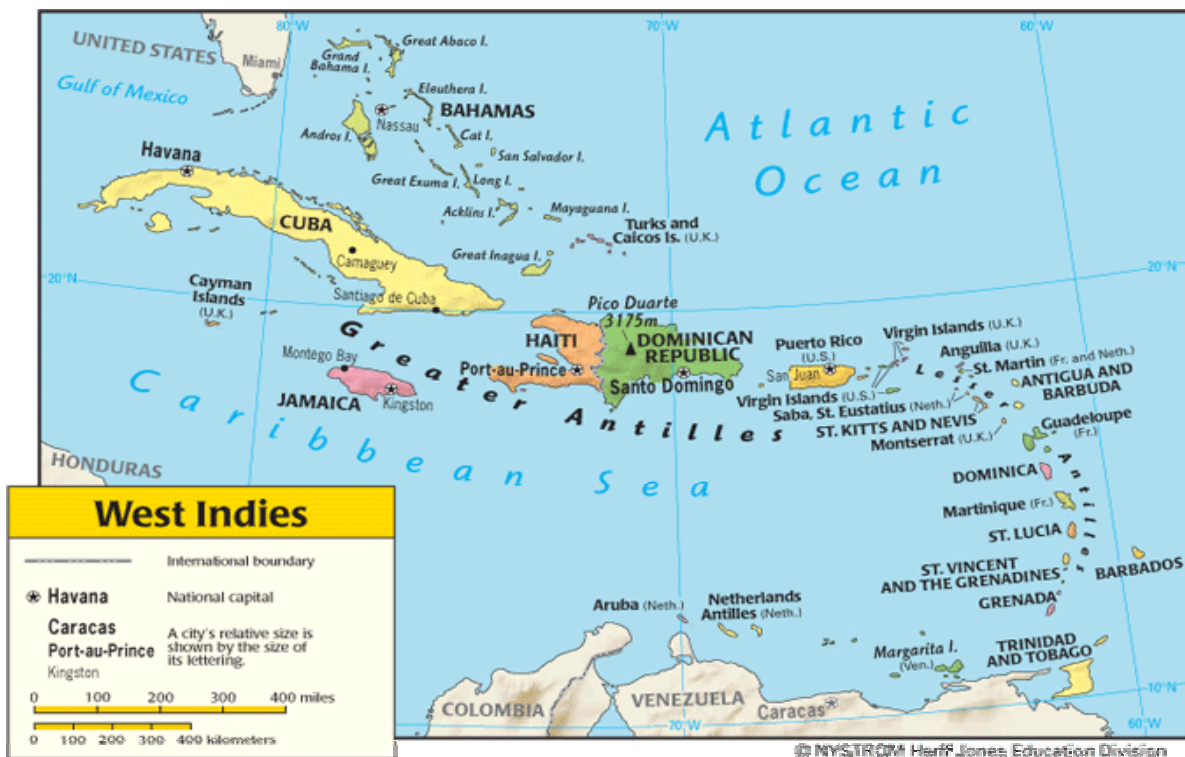 80°W
70°W
60°W
UNITED STATES
Miami
Gulf of Mexico
Great Abaco I.
Grand
Bahama I.
Eleuthera I.
BAHAMAS
Nassau
Andros I.
Cat I.
San Salvador I.
Great Exuma I.
Long I.
Acklins I.
Mayaguana I.
Turks and
Caicos Is. (U.K.)
Great Inagua I.
Atlantic
Ocean
Havana
CUBA
Camaguey
Santiago de Cuba
20°N
20°N
Cayman
Islands
(U.K.)
Pico Duarte
3175m
HAITI
DOMINICAN
REPUBLIC
Port-au-Prince
Santo Domingo
Montego Bay
JAMAICA
Kingston
Greater Antilles
Caribbean Sea
Puerto Rico
(U.S.)
San Juan
Virgin Islands (U.K.)
Anguilla (U.K.)
St. Martin (Fr. and Neth.)
ANTIGUA AND
BARBUDA
Virgin Islands (U.S.)
Saba, St. Eustatius (Neth.)
ST. KITTS AND NEVIS
Montserrat (U.K.)
Guadeloupe
(Fr.)
Lesser Antilles
DOMINICA
Martinique (Fr.)
ST. LUCIA
ST. VINCENT
AND THE GRENADINES
BARBADOS
GRENADA
HONDURAS
Aruba (Neth.)
Netherlands
Antilles (Neth.)
Margarita I.
(Ven.)
TRINIDAD
AND TOBAGO
COLOMBIA
VENEZUELA
Caracas
10°N
70°W
60°W
West Indies
International boundary
Havana National capital
Caracas
Port-au-Prince
Kingston
A city's relative size is
shown by the size of
its lettering.
0 100 200 300 400 miles
0 100 200 300 400 kilometers
© NYSTROM Herff Jones Education Division